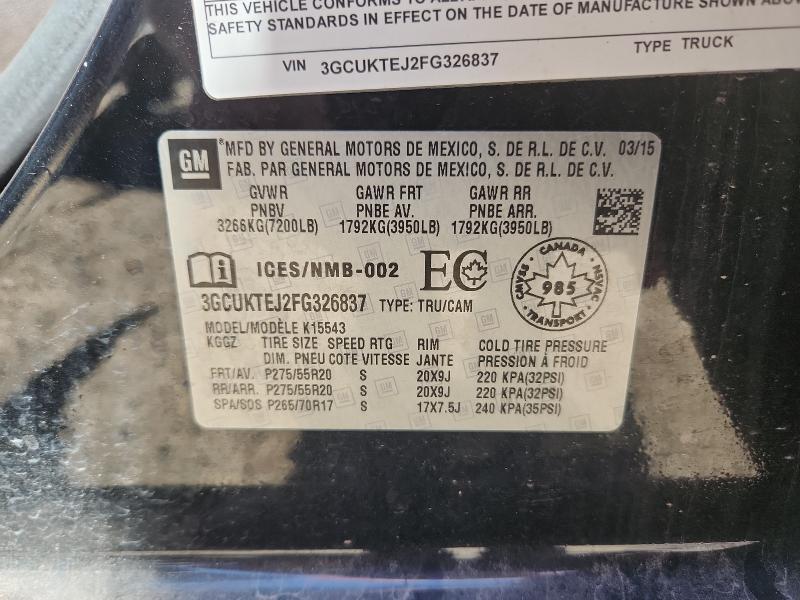 THIS VEHICLE CONFORMS TO ALL
SAFETY STANDARDS IN EFFECT ON THE DATE OF MANUFACTURE SHOWN ABOVE
TYPE TRUCK
VIN 3GCUKTEJ2FG326837
GM
MFD BY GENERAL MOTORS DE MEXICO, S. DE R.L. DE C.V. 03/15
FAB. PAR GENERAL MOTORS DE MEXICO, S. DE R.L. DE C.V.
GVWR GAWR FRT GAWR RR
PNBV PNBE AV. PNBE ARR.
3266KG(7200LB) 1792KG(3950LB) 1792KG(3950LB)
i ICES/NMB-002 EC
CANADA
CMVSS 985 NSVAC
TRANSPORT
3GCUKTEJ2FG326837 TYPE: TRU/CAM
MODEL/MODÈLE K15543
KGGZ TIRE SIZE SPEED RTG RIM COLD TIRE PRESSURE
DIM. PNEU COTE VITESSE JANTE PRESSION À FROID
FRT/AV. P275/55R20 S 20X9J 220 KPA(32PSI)
RR/ARR. P275/55R20 S 20X9J 220 KPA(32PSI)
SPA/SOS P265/70R17 S 17X7.5J 240 KPA(35PSI)